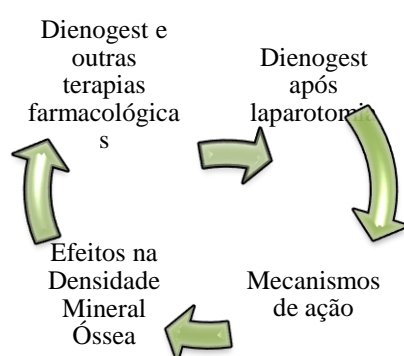 Dienogest e
outras
terapias
farmacológica
s
Dienogest
após
laparotomia
Mecanismos
de ação
Efeitos na
Densidade
Mineral
Óssea